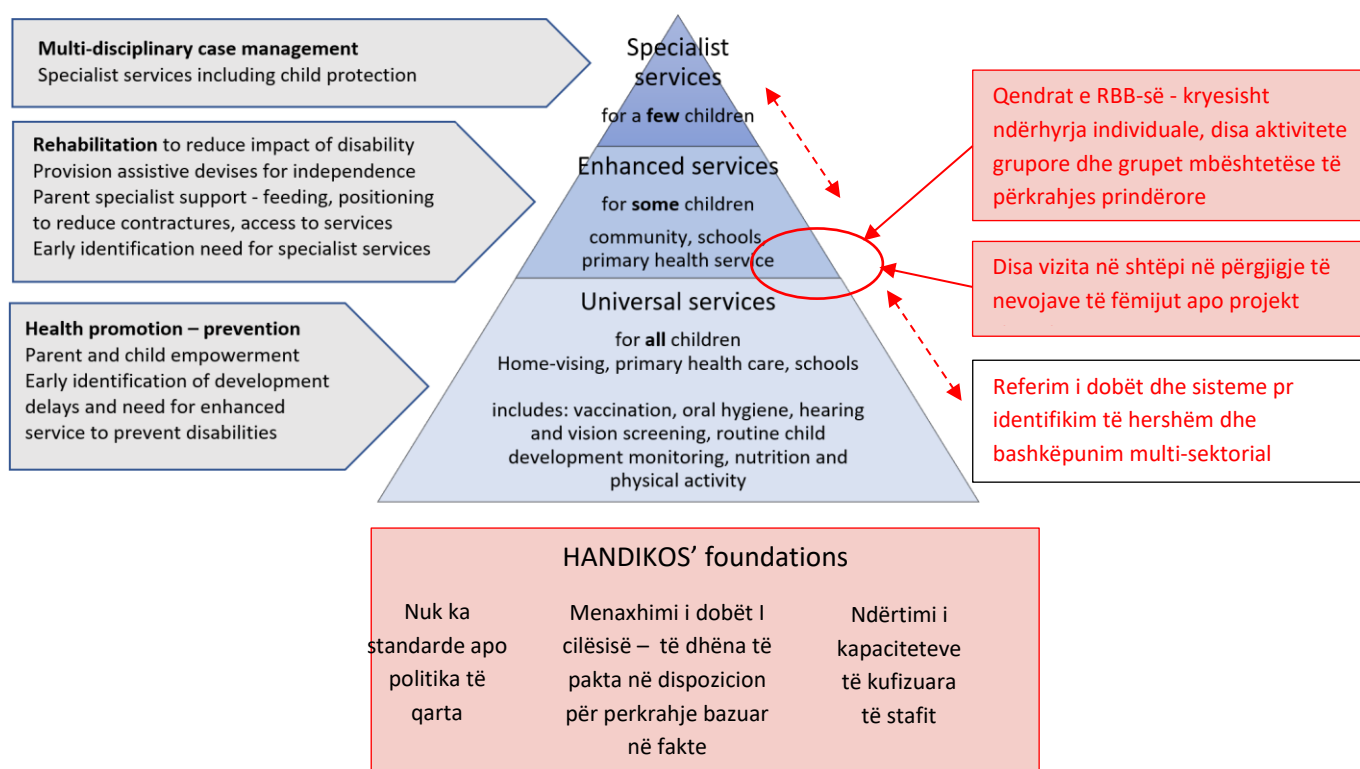 Multi-disciplinary case management
Specialist services including child protection
Rehabilitation to reduce impact of disability
Provision assistive devises for independence
Parent specialist support - feeding, positioning
to reduce contractures, access to services
Early identification need for specialist services
Health promotion – prevention
Parent and child empowerment
Early identification of development
delays and need for enhanced
service to prevent disabilities
Specialist
services
for a few children
Enhanced services
for some children
community, schools,
primary health service
Universal services
for all children
Home-vising, primary health care, schools
includes: vaccination, oral hygiene, hearing
and vision screening, routine child
development monitoring, nutrition and
physical activity
Qendrat e RBB-së - kryesisht
ndërhyrja individuale, disa aktivitete
grupore dhe grupet mbështetëse të
përkrahjes prindërore
Disa vizita në shtëpi në përgjigje të
nevojave të fëmijut apo projekt
Referim i dobët dhe sisteme pr
identifikim të hershëm dhe
bashkëpunim multi-sektorial
HANDIKOS’ foundations
Nuk ka
standarde apo
politika të
qarta
Menaxhimi i dobët I
cilësisë – të dhëna të
pakta në dispozicion
për perkrahje bazuar
në fakte
Ndërtimi i
kapaciteteve
të kufizuara
të stafit